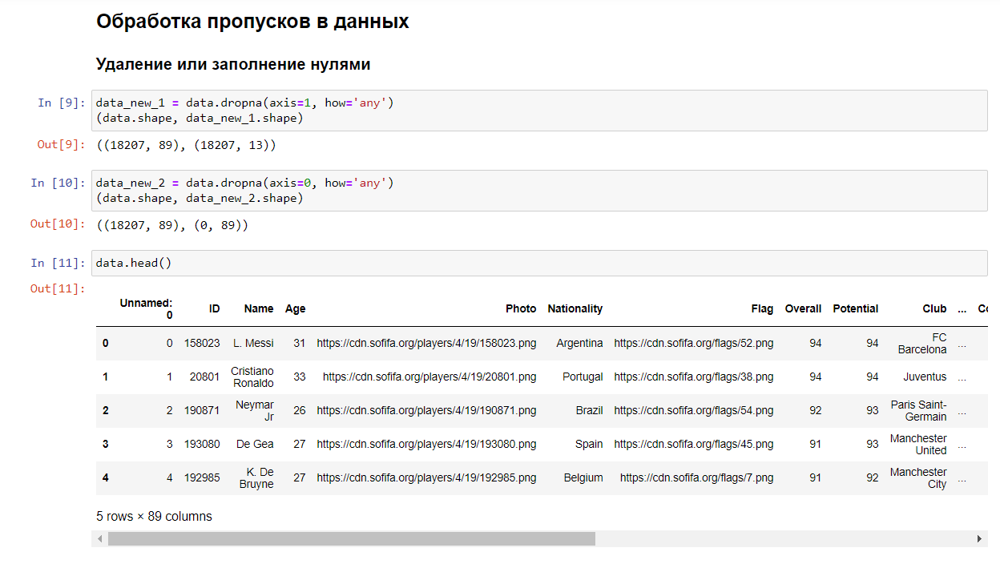 Обработка пропусков в данных
Удаление или заполнение нулями
In [9]: data_new_1 = data.dropna(axis=1, how='any')
(data.shape, data_new_1.shape)
Out[9]: ((18207, 89), (18207, 13))
In [10]: data_new_2 = data.dropna(axis=0, how='any')
(data.shape, data_new_2.shape)
Out[10]: ((18207, 89), (0, 89))
In [11]: data.head()
Out[11]:
Unnamed: 0 ID Name Age Photo Nationality Flag Overall Potential Club ... Co
0 0 158023 L. Messi 31 https://cdn.sofifa.org/players/4/19/158023.png Argentina https://cdn.sofifa.org/flags/52.png 94 94 FC Barcelona ...
1 1 20801 Cristiano Ronaldo 33 https://cdn.sofifa.org/players/4/19/20801.png Portugal https://cdn.sofifa.org/flags/38.png 94 94 Juventus ...
2 2 190871 Neymar Jr 26 https://cdn.sofifa.org/players/4/19/190871.png Brazil https://cdn.sofifa.org/flags/54.png 92 93 Paris Saint-Germain ...
3 3 193080 De Gea 27 https://cdn.sofifa.org/players/4/19/193080.png Spain https://cdn.sofifa.org/flags/45.png 91 93 Manchester United ...
4 4 192985 K. De Bruyne 27 https://cdn.sofifa.org/players/4/19/192985.png Belgium https://cdn.sofifa.org/flags/7.png 91 92 Manchester City ...
5 rows × 89 columns